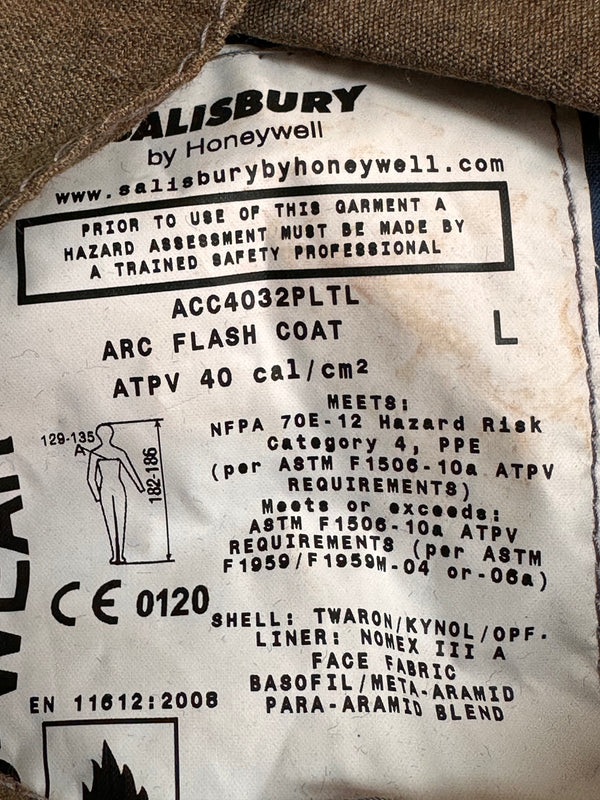 SALISBURY
by Honeywell
www.salisburybyhoneywell.com
PRIOR TO USE OF THIS GARMENT A
HAZARD ASSESSMENT MUST BE MADE BY
A TRAINED SAFETY PROFESSIONAL
ACC4032PLTL
ARC FLASH COAT
L
ATPV 40 cal/cm²
MEETS:
NFPA 70E-12 Hazard Risk
Category 4, PPE
(per ASTM F1506-10a ATPV
REQUIREMENTS)
Meets or exceeds:
ASTM F1506-10a ATPV
REQUIREMENTS (per ASTM
F1959/F1959M-04 or -06a)
129-135
A
182-186
CE 0120
SHELL: TWARON/KYNOL/OPF.
LINER: NOMEX III A
FACE FABRIC
BASOFIL/META-ARAMID
PARA-ARAMID BLEND
EN 11612:2008